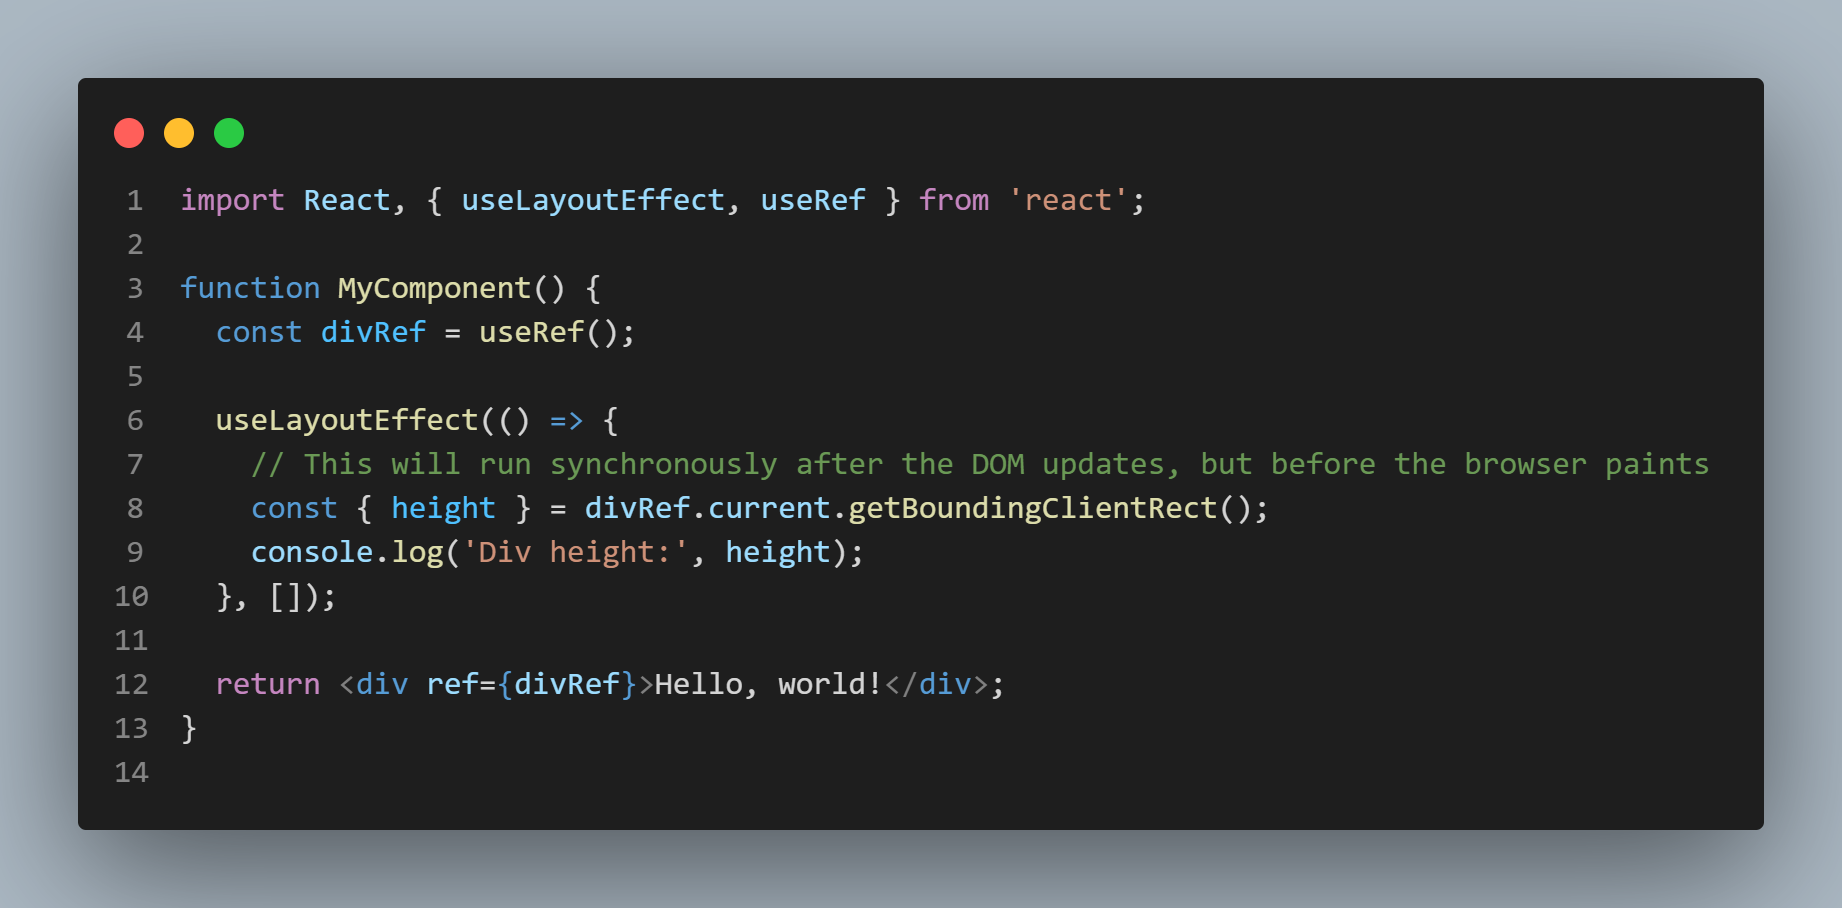 1 import React, { useLayoutEffect, useRef } from 'react';
2
3 function MyComponent() {
4   const divRef = useRef();
5
6   useLayoutEffect(() => {
7     // This will run synchronously after the DOM updates, but before the browser paints
8     const { height } = divRef.current.getBoundingClientRect();
9     console.log('Div height:', height);
10   }, []);
11
12   return <div ref={divRef}>Hello, world!</div>;
13 }
14